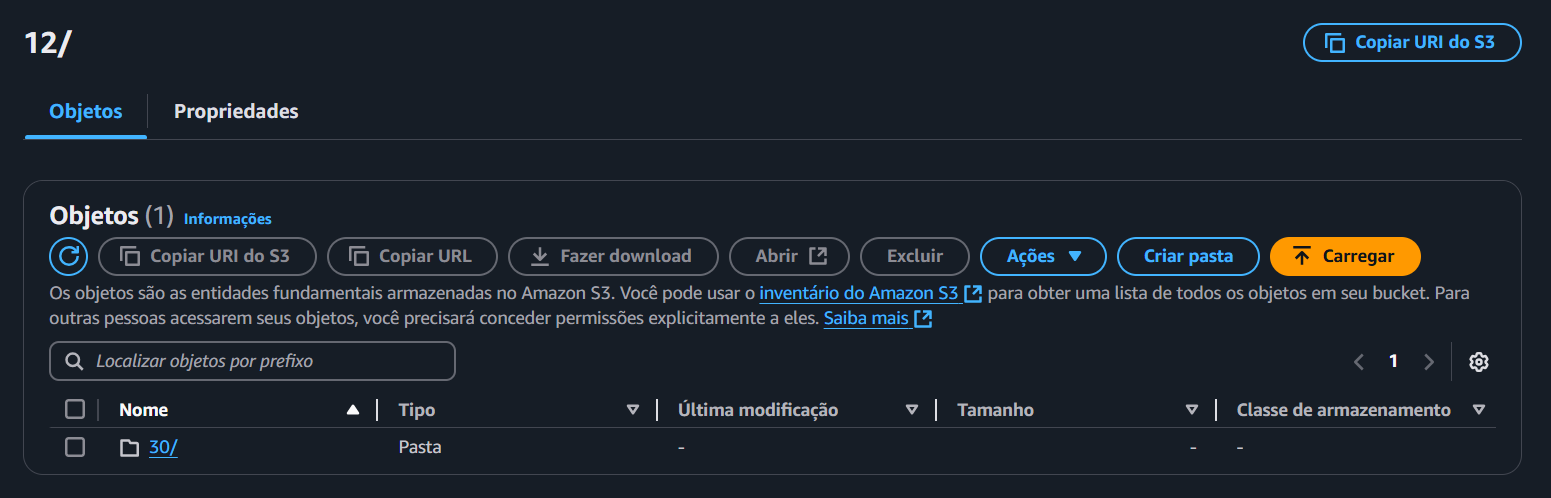 12/
Copiar URI do S3
Objetos
Propriedades
Objetos (1) Informações
Copiar URI do S3
Copiar URL
Fazer download
Abrir
Excluir
Ações
Criar pasta
Carregar
Os objetos são as entidades fundamentais armazenadas no Amazon S3. Você pode usar o inventário do Amazon S3 para obter uma lista de todos os objetos em seu bucket. Para
outras pessoas acessarem seus objetos, você precisará conceder permissões explicitamente a eles. Saiba mais
Localizar objetos por prefixo
1
Nome Tipo Última modificação Tamanho Classe de armazenamento
30/ Pasta - - -